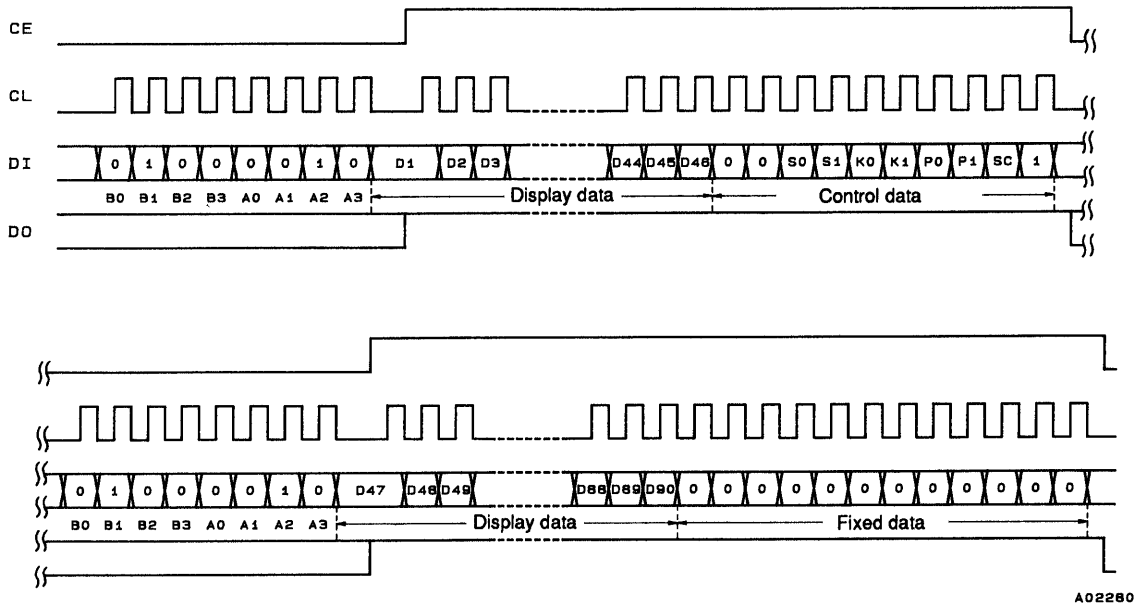 CE
CL
DI 0 1 0 0 0 0 1 0 D1 D2 D3 D44 D45 D46 0 0 S0 S1 K0 K1 P0 P1 SC 1
B0 B1 B2 B3 A0 A1 A2 A3 Display data Control data
DO
0 1 0 0 0 0 1 0 D47 D48 D49 D88 D89 D90 0 0 0 0 0 0 0 0 0 0 0 0
B0 B1 B2 B3 A0 A1 A2 A3 Display data Fixed data
A02280